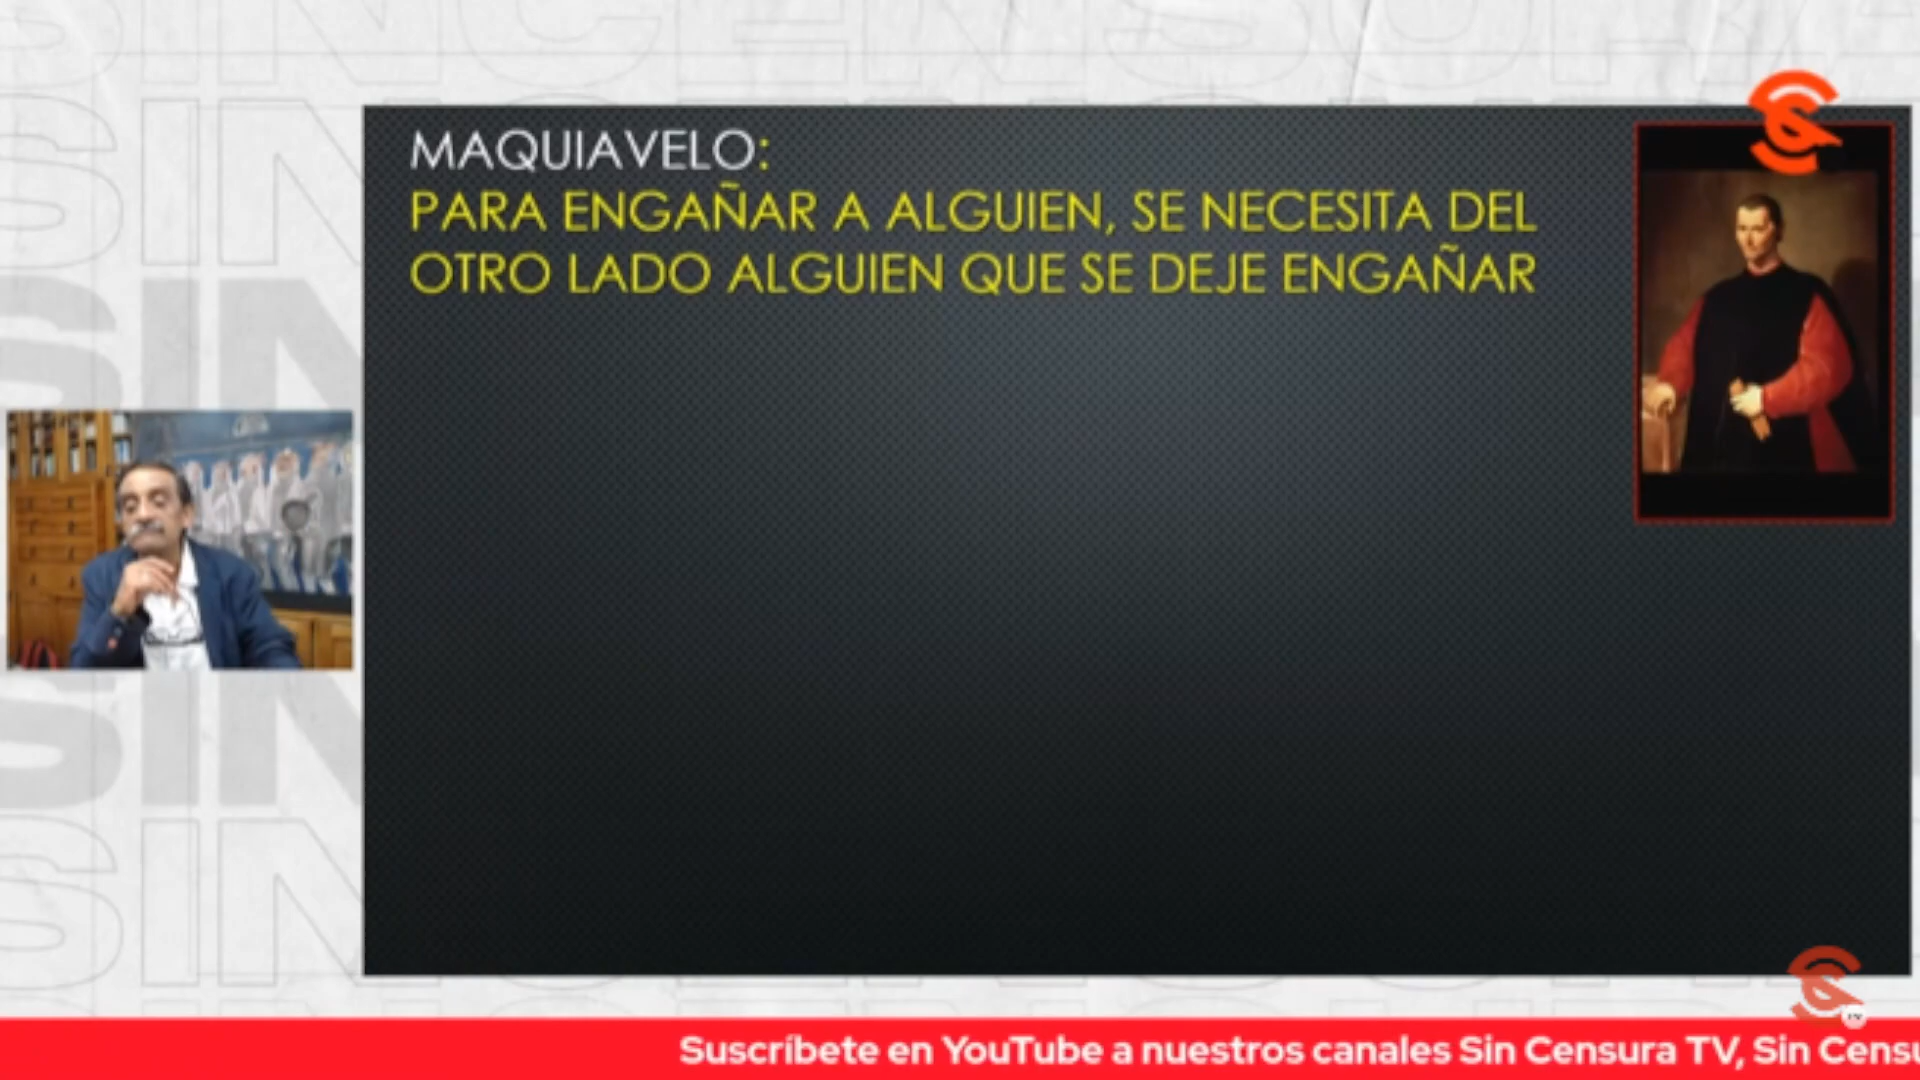 MAQUIAVELO:
PARA ENGAÑAR A ALGUIEN, SE NECESITA DEL
OTRO LADO ALGUIEN QUE SE DEJE ENGAÑAR
Suscríbete en YouTube a nuestros canales Sin Censura TV, Sin Censu